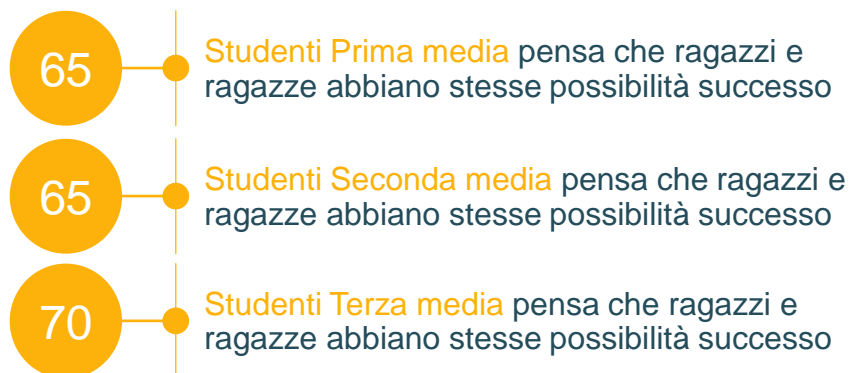 65
Studenti Prima media pensa che ragazzi e
ragazze abbiano stesse possibilità successo
65
Studenti Seconda media pensa che ragazzi e
ragazze abbiano stesse possibilità successo
70
Studenti Terza media pensa che ragazzi e
ragazze abbiano stesse possibilità successo